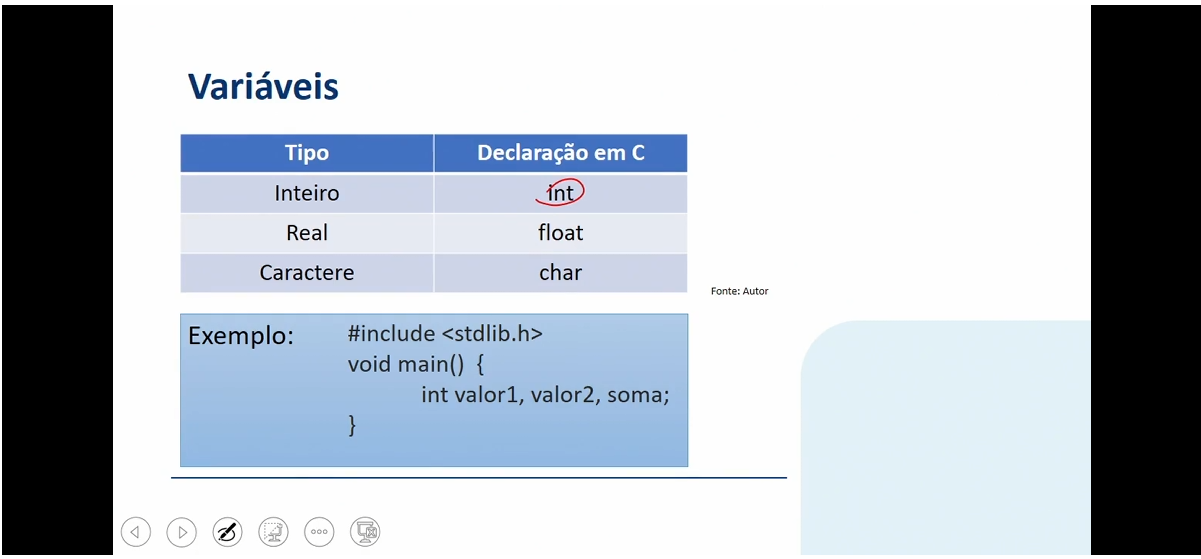 Variáveis
Tipo Declaração em C
Inteiro int
Real float
Caractere char
Fonte: Autor
Exemplo: #include <stdlib.h>
void main() {
int valor1, valor2, soma;
}